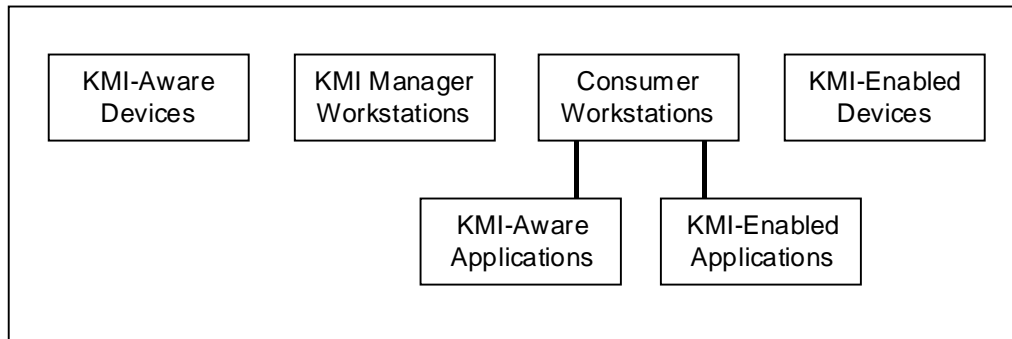 KMI-Aware
Devices
KMI Manager
Workstations
Consumer
Workstations
KMI-Enabled
Devices
KMI-Aware
Applications
KMI-Enabled
Applications